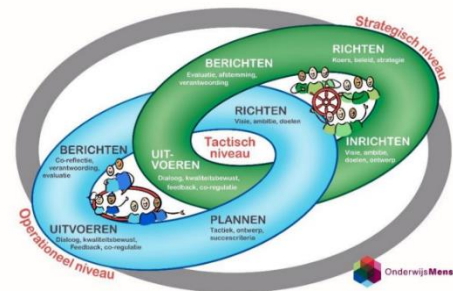 Strategisch niveau
RICHTEN
Koers, beleid, strategie
BERICHTEN
Evaluatie, afstemming,
verantwoording
RICHTEN
Visie, ambitie, doelen
INRICHTEN
Visie, ambitie,
doelen, ontwerp
Tactisch
niveau
BERICHTEN
Co-reflectie,
verantwoording,
evaluatie
UIT-
VOEREN
Dialoog, kwaliteitsbewust,
feedback, co-regulatie
PLANNEN
Tactiek, ontwerp,
succescriteria
UITVOEREN
Dialoog, kwaliteitsbewust,
Feedback, co-regulatie
Operationeel niveau
OnderwijsMens